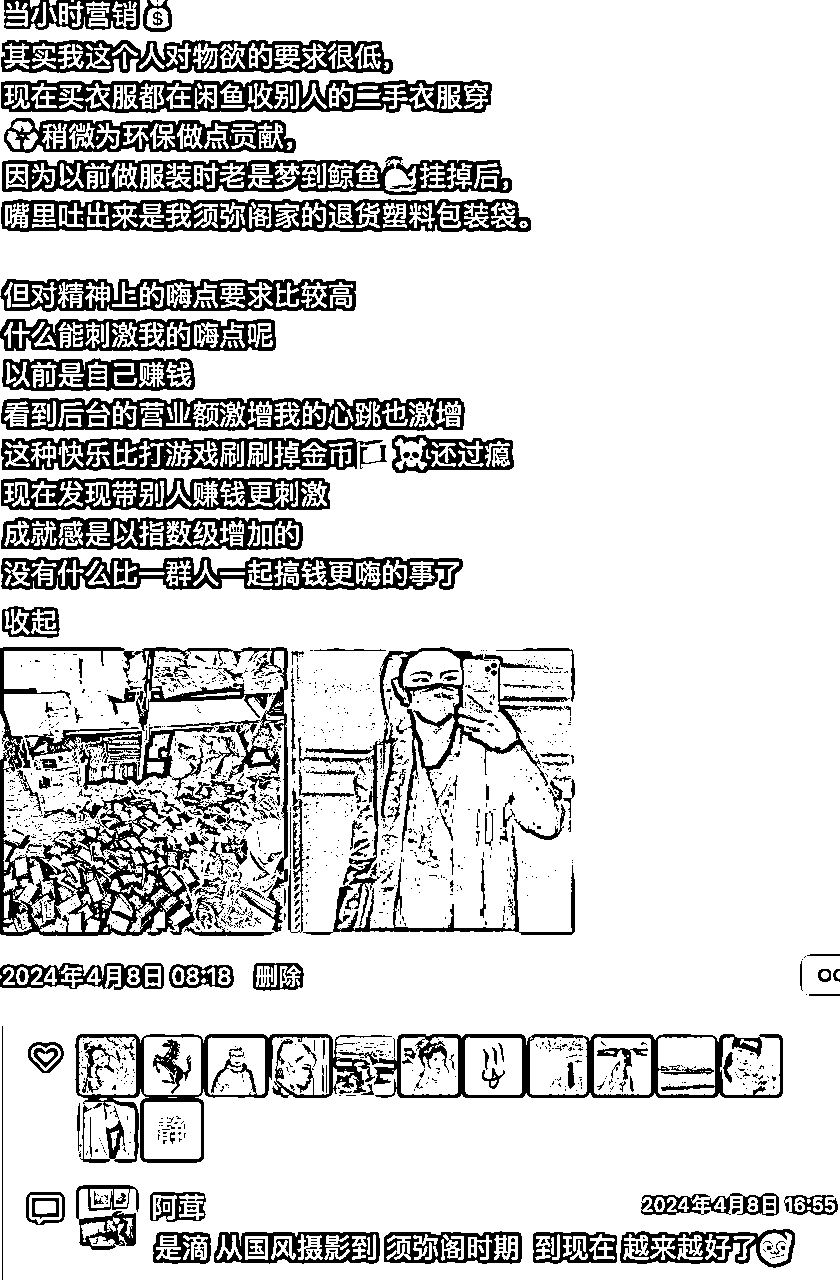 当小时营销💰
其实我这个人对物欲的要求很低，
现在买衣服都在闲鱼收别人的二手衣服穿
♻️稍微为环保做点贡献，
因为以前做服装时老是梦到鲸鱼🐳挂掉后，
嘴里吐出来是我须弥阁家的退货塑料包装袋。
但对精神上的嗨点要求比较高
什么能刺激我的嗨点呢
以前是自己赚钱
看到后台的营业额激增我的心跳也激增
这种快乐比打游戏刷刷掉金币🏴‍☠️还过瘾
现在发现带别人赚钱更刺激
成就感是以指数级增加的
没有什么比一群人一起搞钱更嗨的事了
收起
2024年4月8日 08:18 删除
静
阿茸
2024年4月8日 16:55
是滴 从国风摄影到 须弥阁时期 到现在 越来越好了